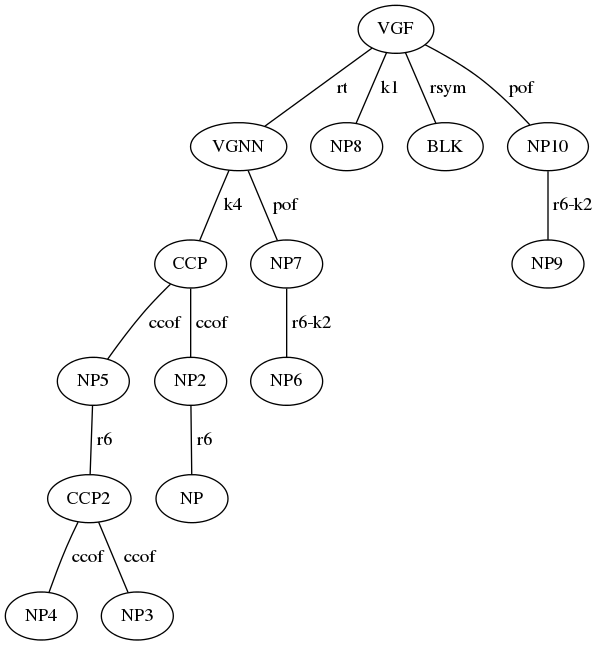 VGF
rt k1 rsym pof
VGNN NP8 BLK NP10
k4 pof r6-k2
CCP NP7 NP9
ccof ccof r6-k2
NP5 NP2 NP6
r6 r6
CCP2 NP
ccof ccof
NP4 NP3